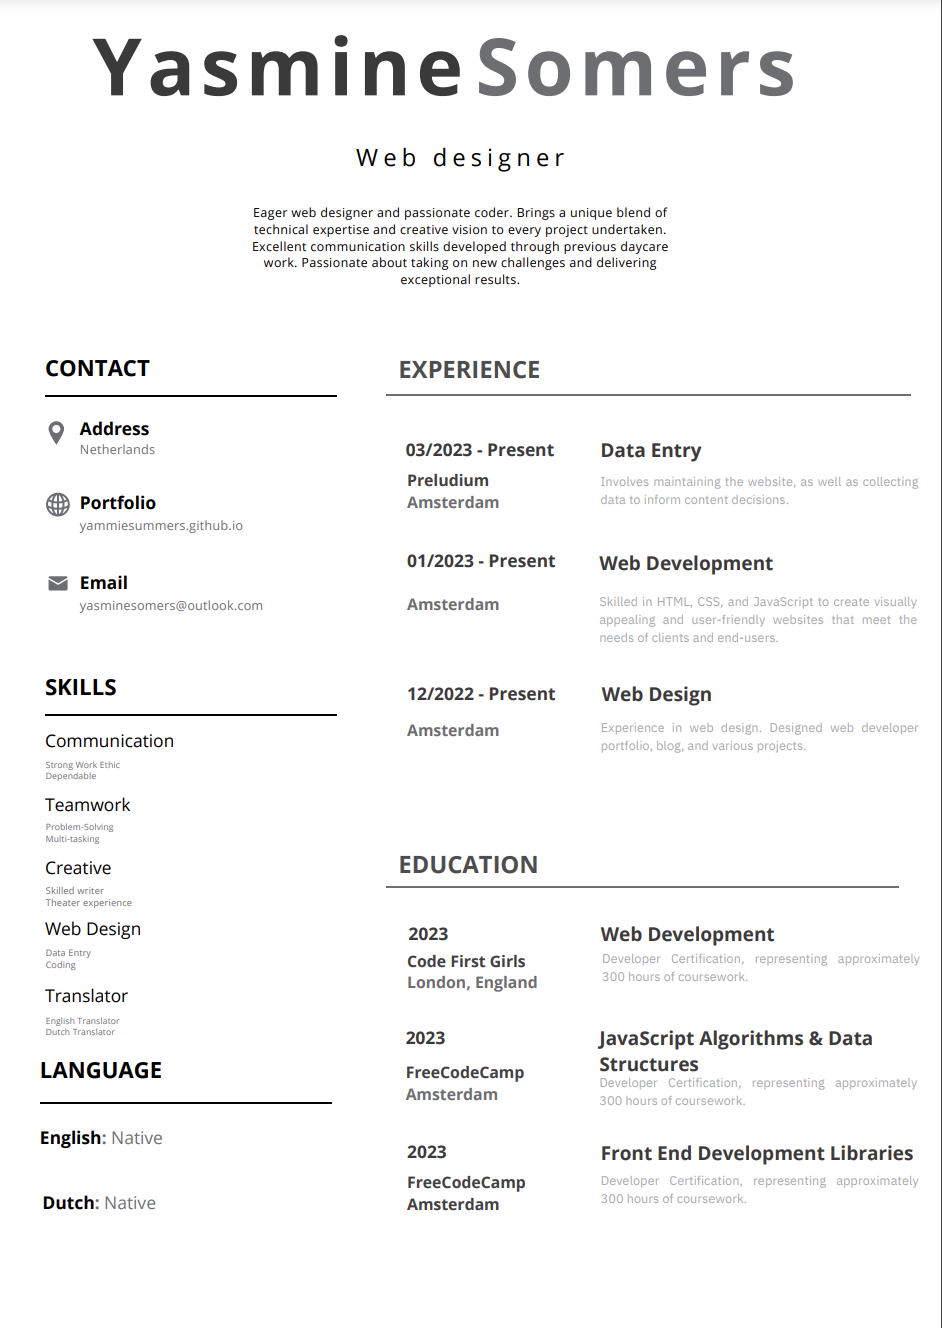 Yasmine Somers
Web designer
Eager web designer and passionate coder. Brings a unique blend of
technical expertise and creative vision to every project undertaken.
Excellent communication skills developed through previous daycare
work. Passionate about taking on new challenges and delivering
exceptional results.
CONTACT
Address
Netherlands
Portfolio
yammiesummers.github.io
Email
yasminesomers@outlook.com
SKILLS
Communication
Strong Work Ethic
Dependable
Teamwork
Problem-Solving
Multi-tasking
Creative
Skilled writer
Theater experience
Web Design
Data Entry
Coding
Translator
English Translator
Dutch Translator
LANGUAGE
English: Native
Dutch: Native
EXPERIENCE
03/2023 - Present
Preludium
Amsterdam
Data Entry
Involves maintaining the website, as well as collecting
data to inform content decisions.
01/2023 - Present
Amsterdam
Web Development
Skilled in HTML, CSS, and JavaScript to create visually
appealing and user-friendly websites that meet the
needs of clients and end-users.
12/2022 - Present
Amsterdam
Web Design
Experience in web design. Designed web developer
portfolio, blog, and various projects.
EDUCATION
2023
Code First Girls
London, England
Web Development
Developer Certification, representing approximately
300 hours of coursework.
2023
FreeCodeCamp
Amsterdam
JavaScript Algorithms & Data
Structures
Developer Certification, representing approximately
300 hours of coursework.
2023
FreeCodeCamp
Amsterdam
Front End Development Libraries
Developer Certification, representing approximately
300 hours of coursework.